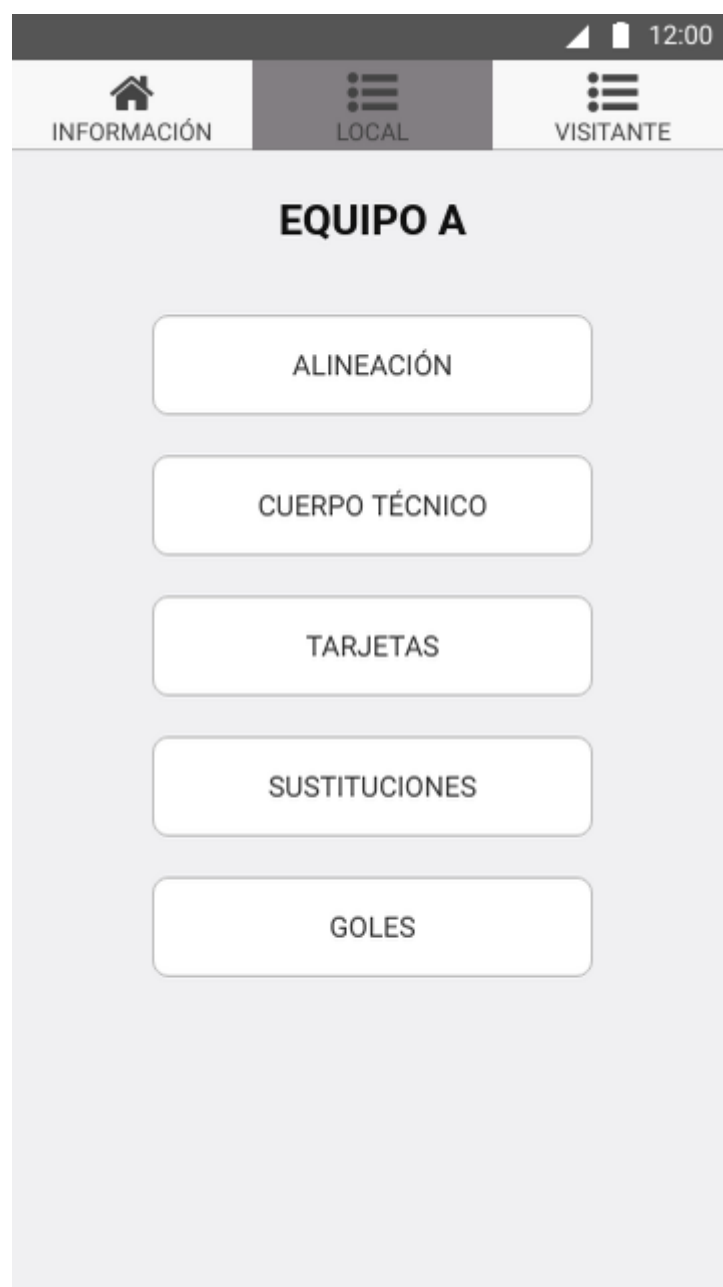 12:00
INFORMACIÓN LOCAL VISITANTE
EQUIPO A
ALINEACIÓN
CUERPO TÉCNICO
TARJETAS
SUSTITUCIONES
GOLES